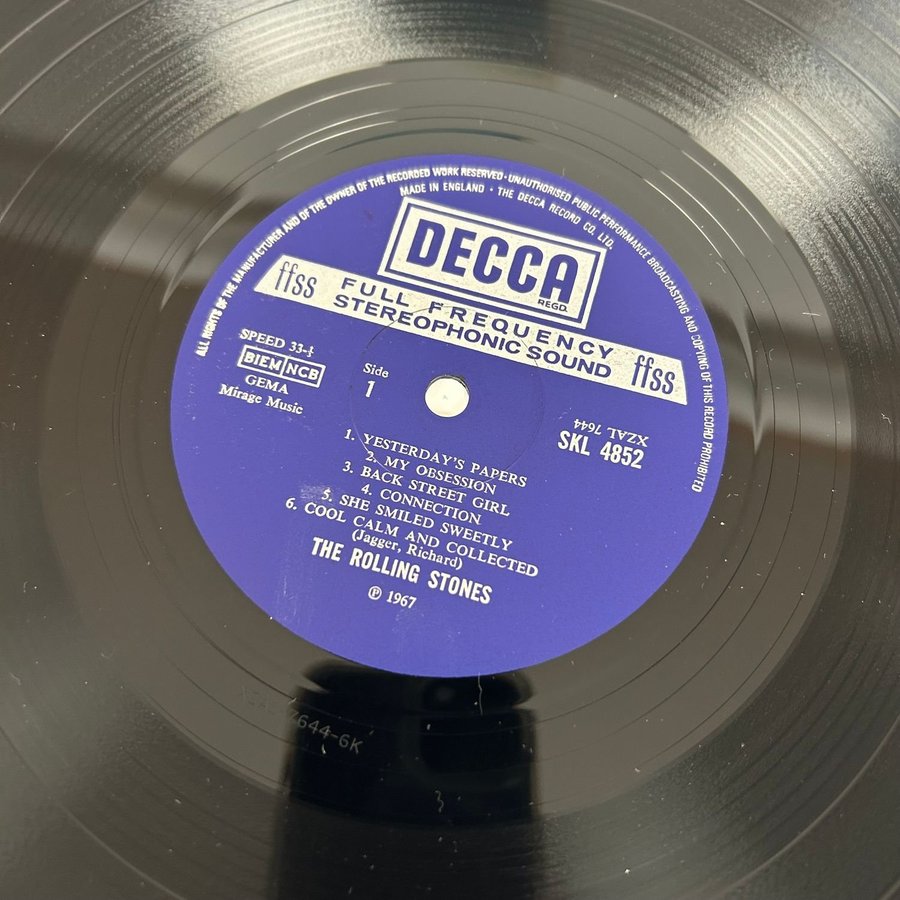 ALL RIGHTS OF THE MANUFACTURER AND OF THE OWNER OF THE RECORDED WORK RESERVED · UNAUTHORISED PUBLIC PERFORMANCE BROADCASTING AND COPYING OF THIS RECORD PROHIBITED
MADE IN ENGLAND · THE DECCA RECORD CO. LTD.
DECCA
REGD.
ffss FULL FREQUENCY ffss
STEREOPHONIC SOUND
SPEED 33-⅓
BIEM NCB
GEMA
Mirage Music
Side
1
XZAL 7644
SKL 4852
1. YESTERDAY'S PAPERS
2. MY OBSESSION
3. BACK STREET GIRL
4. CONNECTION
5. SHE SMILED SWEETLY
6. COOL CALM AND COLLECTED
(Jagger, Richard)
THE ROLLING STONES
℗ 1967
7644-6K